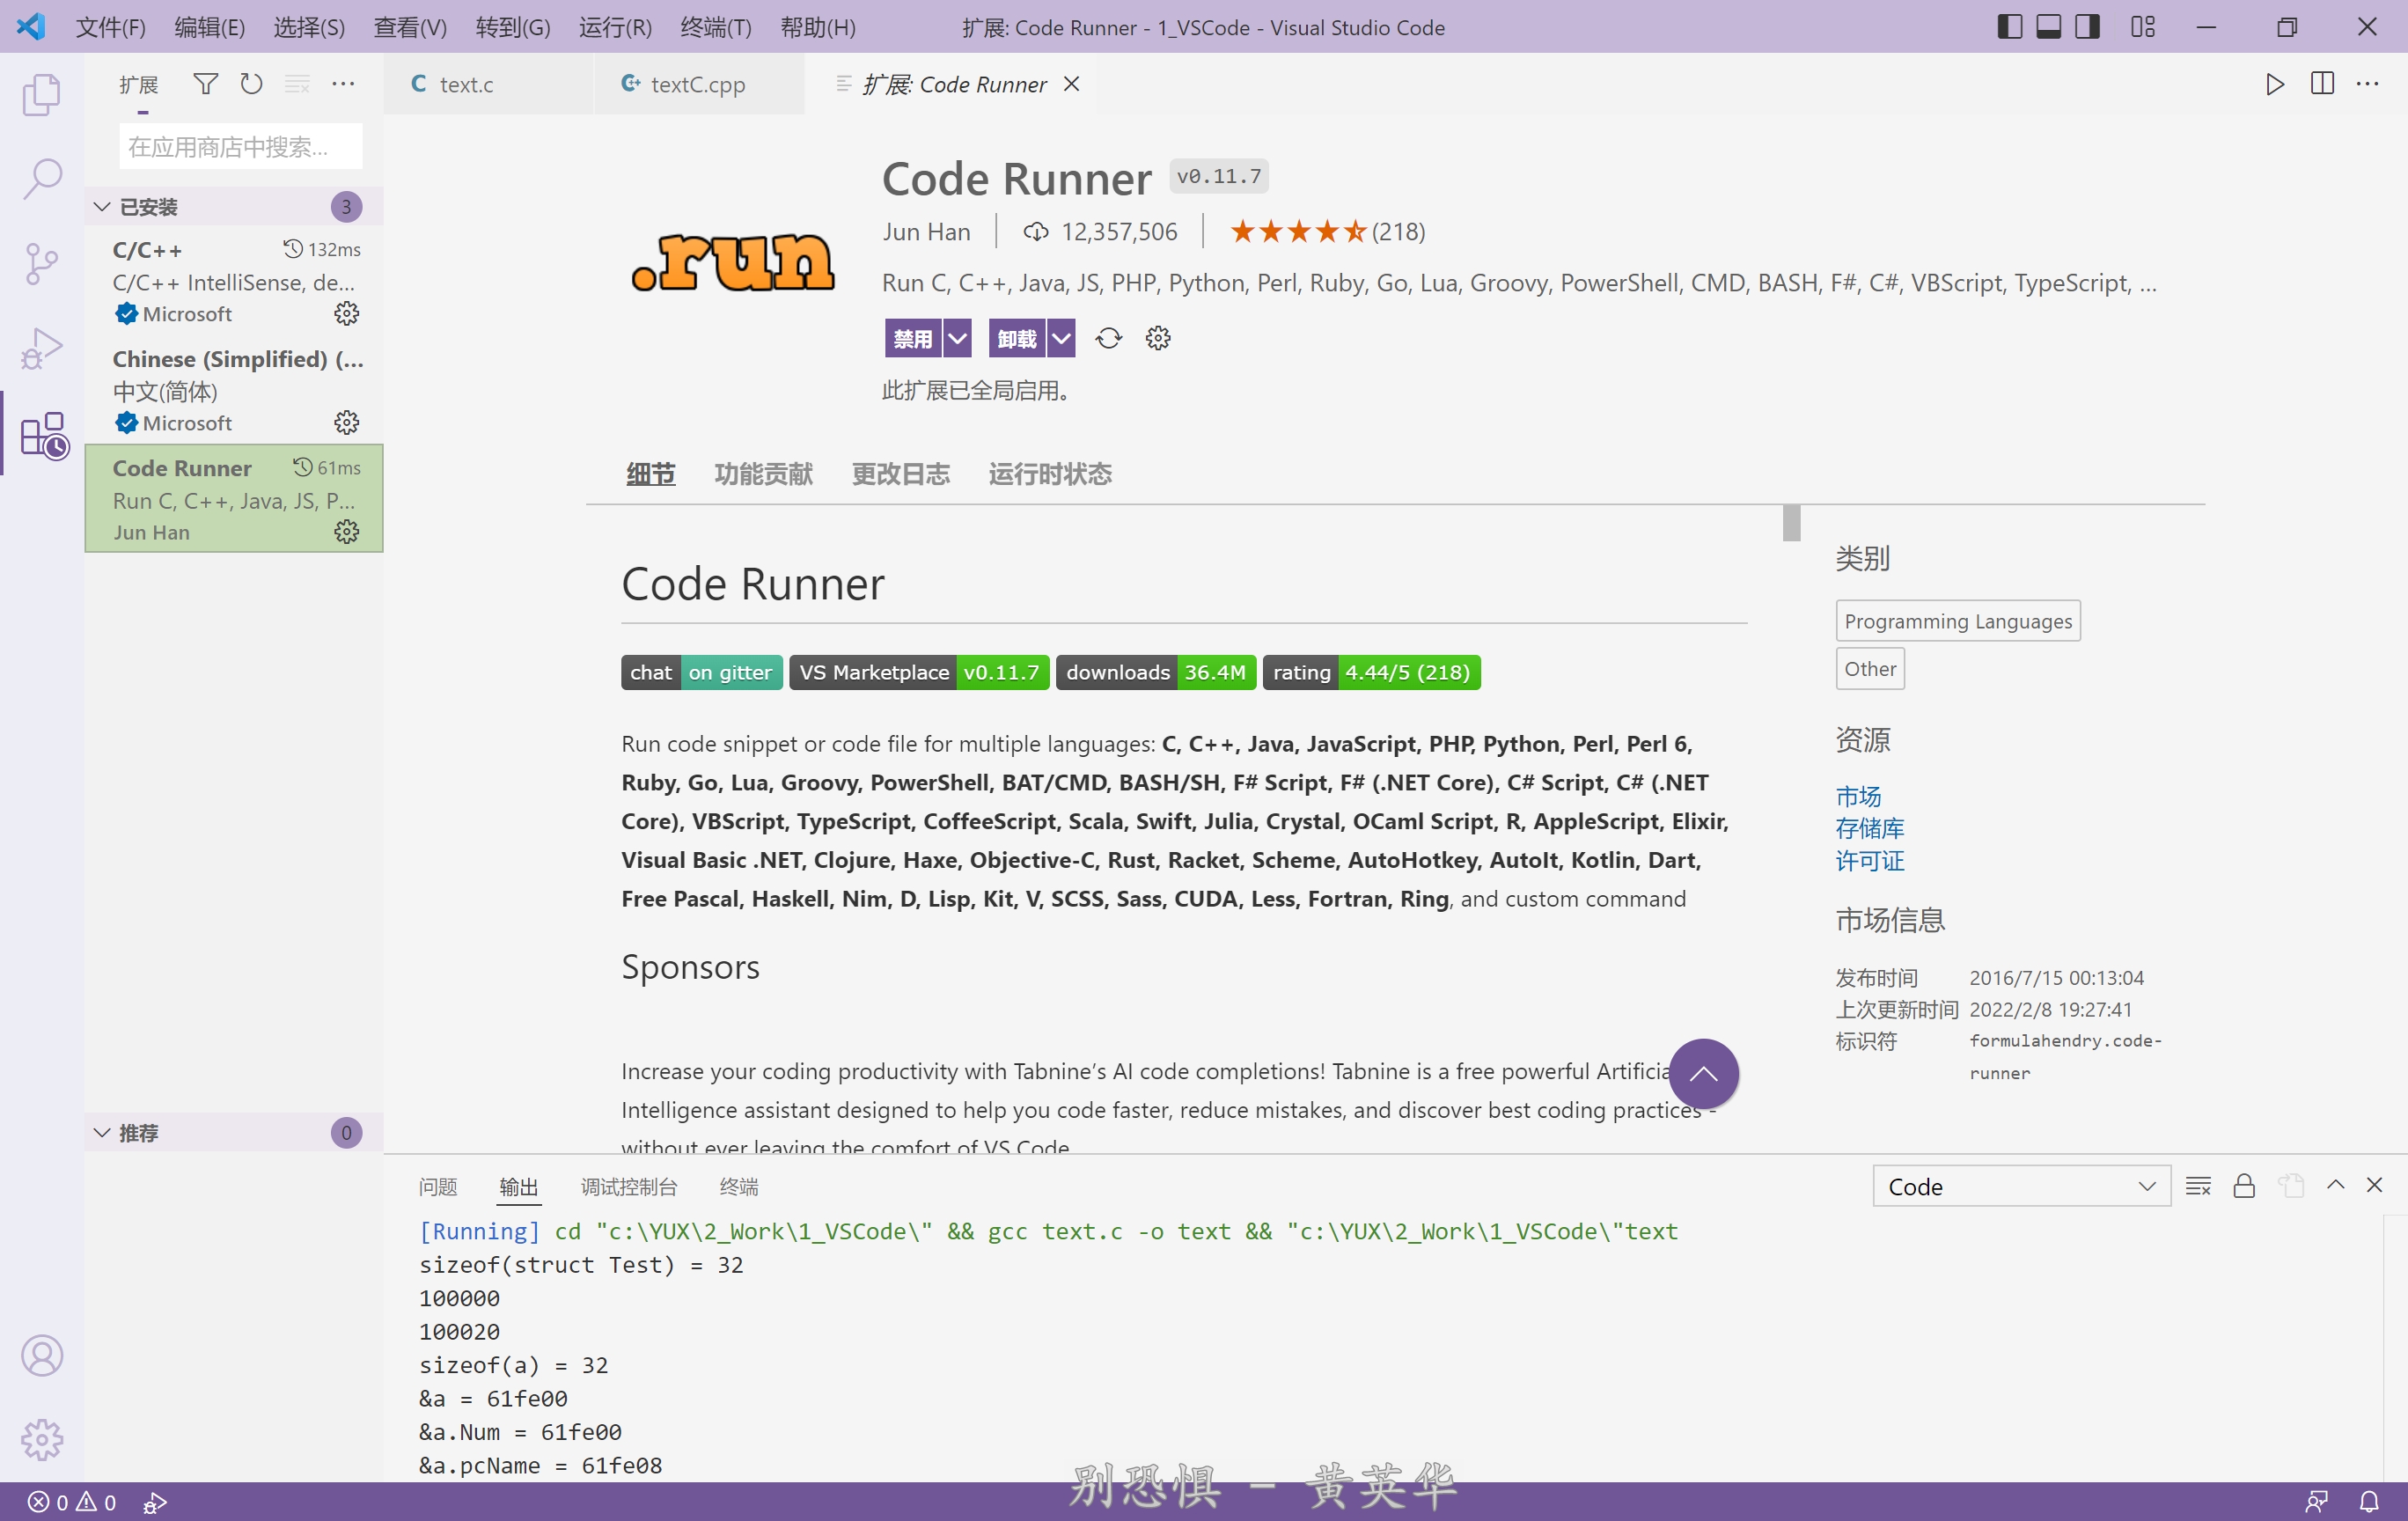 文件(F) 编辑(E) 选择(S) 查看(V) 转到(G) 运行(R) 终端(T) 帮助(H) 扩展: Code Runner - 1_VSCode - Visual Studio Code
扩展
在应用商店中搜索...
已安装 3
C/C++ 132ms
C/C++ IntelliSense, de...
Microsoft
Chinese (Simplified) (...
中文(简体)
Microsoft
Code Runner 61ms
Run C, C++, Java, JS, P...
Jun Han
推荐 0
C text.c textC.cpp 扩展: Code Runner
.run
Code Runner v0.11.7
Jun Han 12,357,506 (218)
Run C, C++, Java, JS, PHP, Python, Perl, Ruby, Go, Lua, Groovy, PowerShell, CMD, BASH, F#, C#, VBScript, TypeScript, ...
禁用 卸载
此扩展已全局启用。
细节 功能贡献 更改日志 运行时状态
Code Runner
chat on gitter VS Marketplace v0.11.7 downloads 36.4M rating 4.44/5 (218)
Run code snippet or code file for multiple languages: C, C++, Java, JavaScript, PHP, Python, Perl, Perl 6,
Ruby, Go, Lua, Groovy, PowerShell, BAT/CMD, BASH/SH, F# Script, F# (.NET Core), C# Script, C# (.NET
Core), VBScript, TypeScript, CoffeeScript, Scala, Swift, Julia, Crystal, OCaml Script, R, AppleScript, Elixir,
Visual Basic .NET, Clojure, Haxe, Objective-C, Rust, Racket, Scheme, AutoHotkey, AutoIt, Kotlin, Dart,
Free Pascal, Haskell, Nim, D, Lisp, Kit, V, SCSS, Sass, CUDA, Less, Fortran, Ring, and custom command
Sponsors
Increase your coding productivity with Tabnine’s AI code completions! Tabnine is a free powerful Artificia
Intelligence assistant designed to help you code faster, reduce mistakes, and discover best coding practices -
without ever leaving the comfort of VS Code
类别
Programming Languages
Other
资源
市场
存储库
许可证
市场信息
发布时间 2016/7/15 00:13:04
上次更新时间 2022/2/8 19:27:41
标识符 formulahendry.code-
runner
问题 输出 调试控制台 终端 Code
[Running] cd "c:\YUX\2_Work\1_VSCode\" && gcc text.c -o text && "c:\YUX\2_Work\1_VSCode\"text
sizeof(struct Test) = 32
100000
100020
sizeof(a) = 32
&a = 61fe00
&a.Num = 61fe00
&a.pcName = 61fe08
别恐惧 - 黄英华
0 0